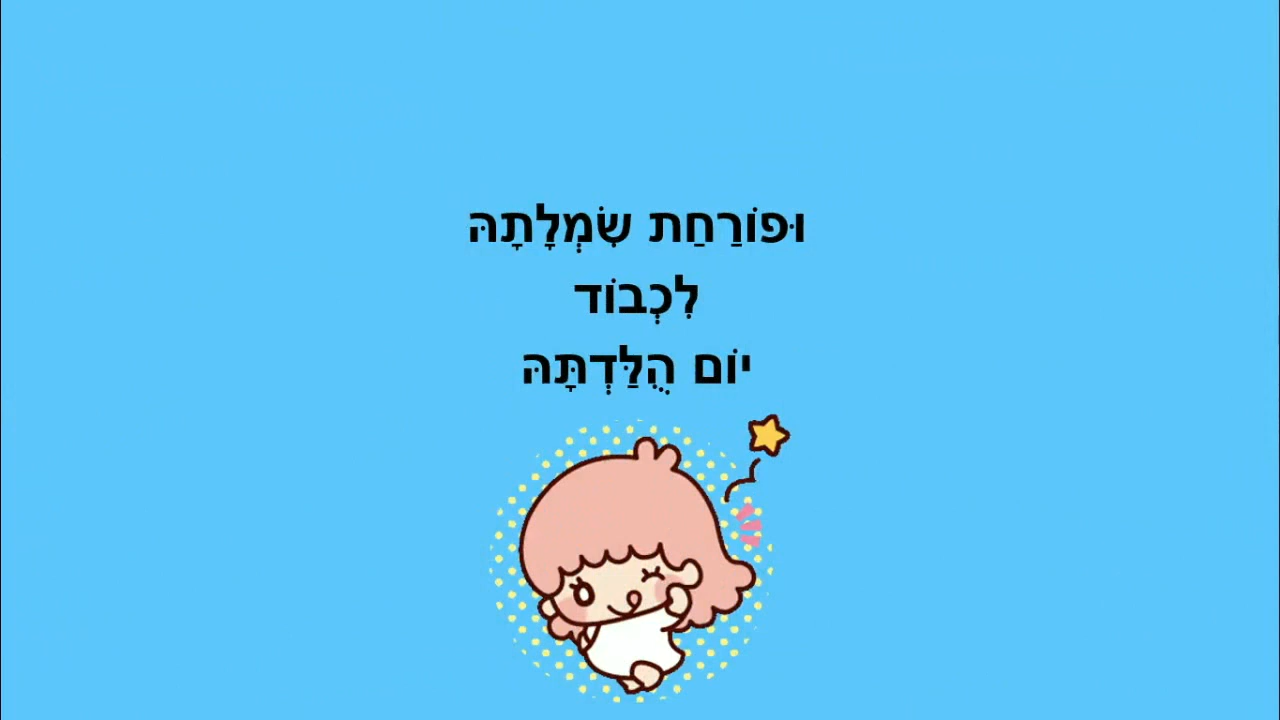 וּפוֹרַחַת שִׂמְלָתָהּ
לִכְבוֹד
יוֹם הֻלַּדְתָּהּ